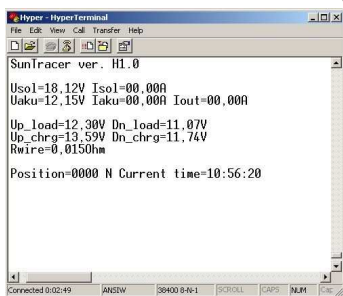 Hyper - HyperTerminal
File Edit View Call Transfer Help
SunTracer ver. H1.0
Usol=18,12V Isol=00,00A
Uaku=12,15V Iaku=00,00A Iout=00,00A
Up_load=12,30V Dn_load=11,07V
Up_chrg=13,59V Dn_chrg=11,74V
Rwire=0,015Ohm
Position=0000 N Current time=10:56:20
Connected 0:02:49 ANSIW 38400 8-N-1 SCROLL CAPS NUM Cap